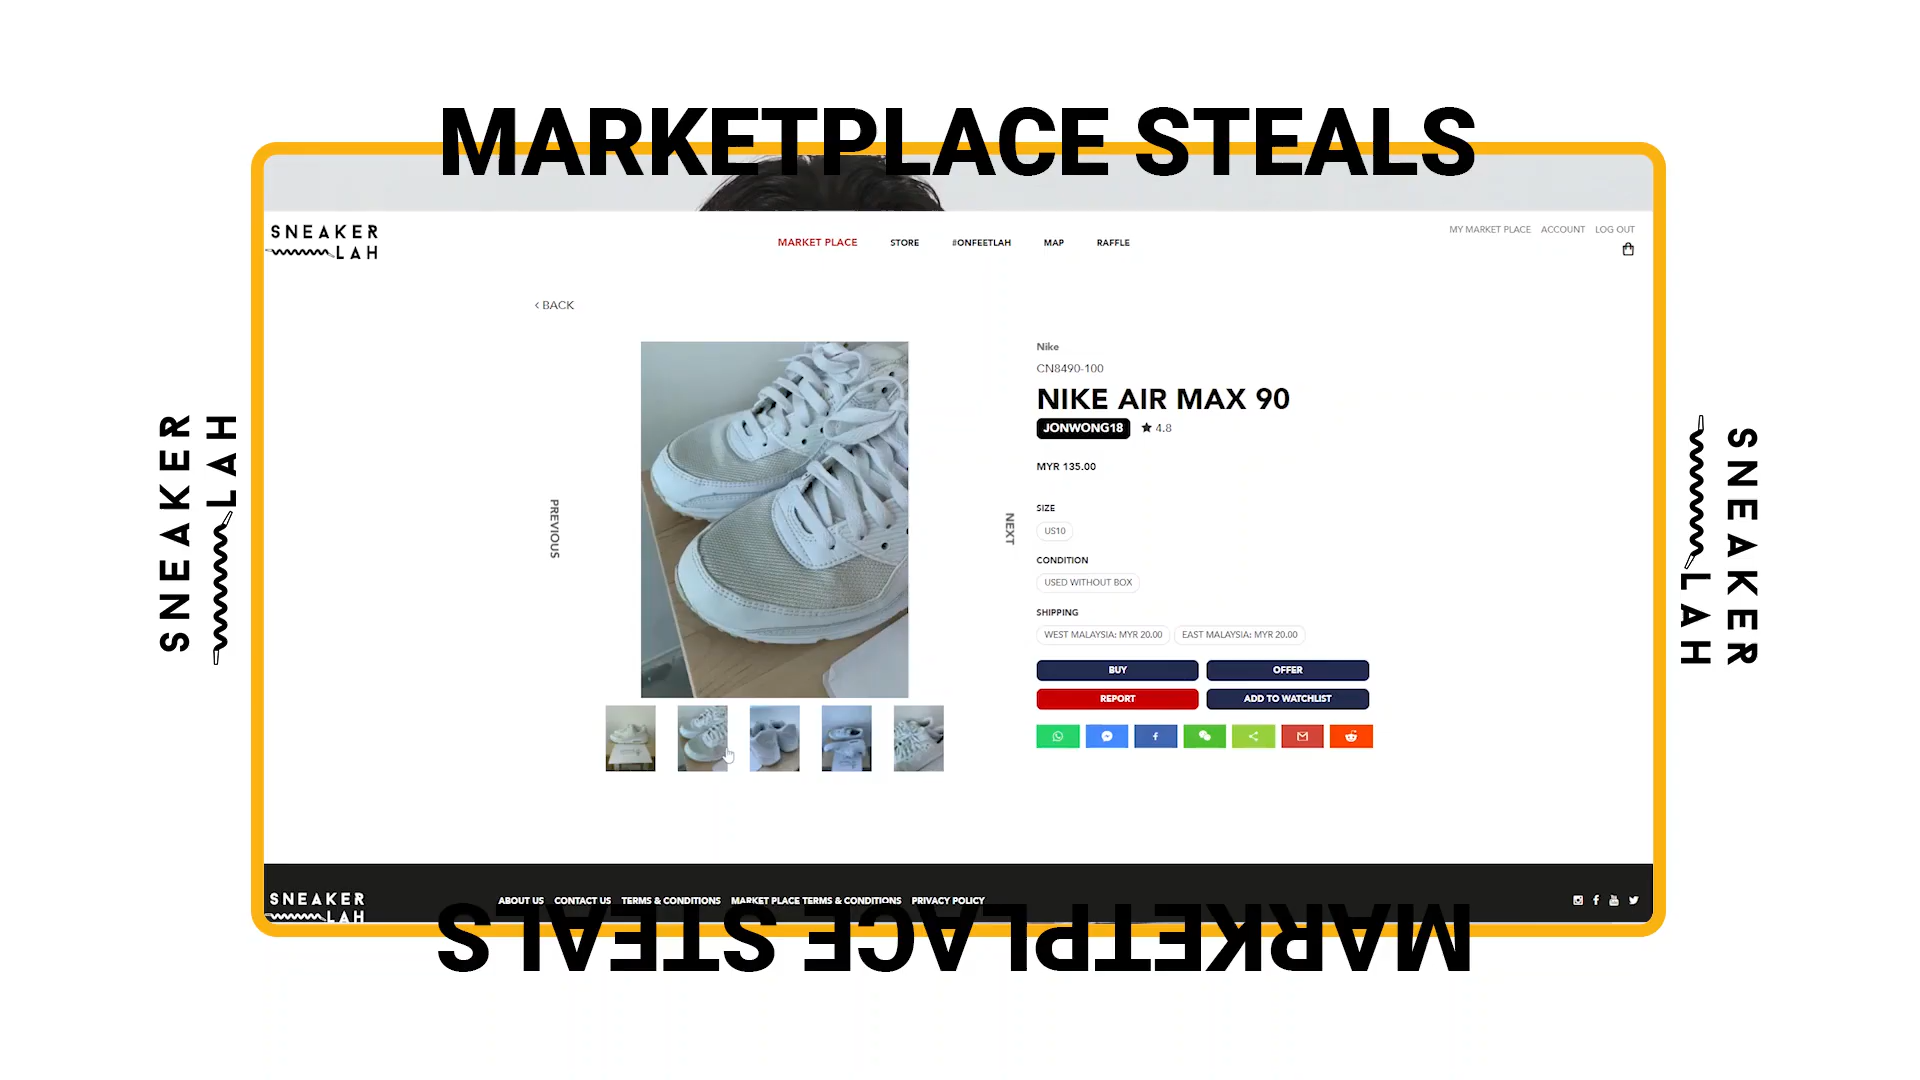 MARKETPLACE STEALS
SNEAKER
LAH
MARKET PLACE
STORE
#ONFEETLAH
MAP
RAFFLE
MY MARKET PLACE
ACCOUNT
LOG OUT
< BACK
PREVIOUS
NEXT
Nike
CN8490-100
NIKE AIR MAX 90
JONWONG18
★ 4.8
MYR 135.00
SIZE
US10
CONDITION
USED WITHOUT BOX
SHIPPING
WEST MALAYSIA: MYR 20.00
EAST MALAYSIA: MYR 20.00
BUY
OFFER
REPORT
ADD TO WATCHLIST
SNEAKER
LAH
SNEAKER
LAH
SNEAKER
LAH
ABOUT US
CONTACT US
TERMS & CONDITIONS
MARKET PLACE TERMS & CONDITIONS
PRIVACY POLICY
MARKETPLACE STEALS